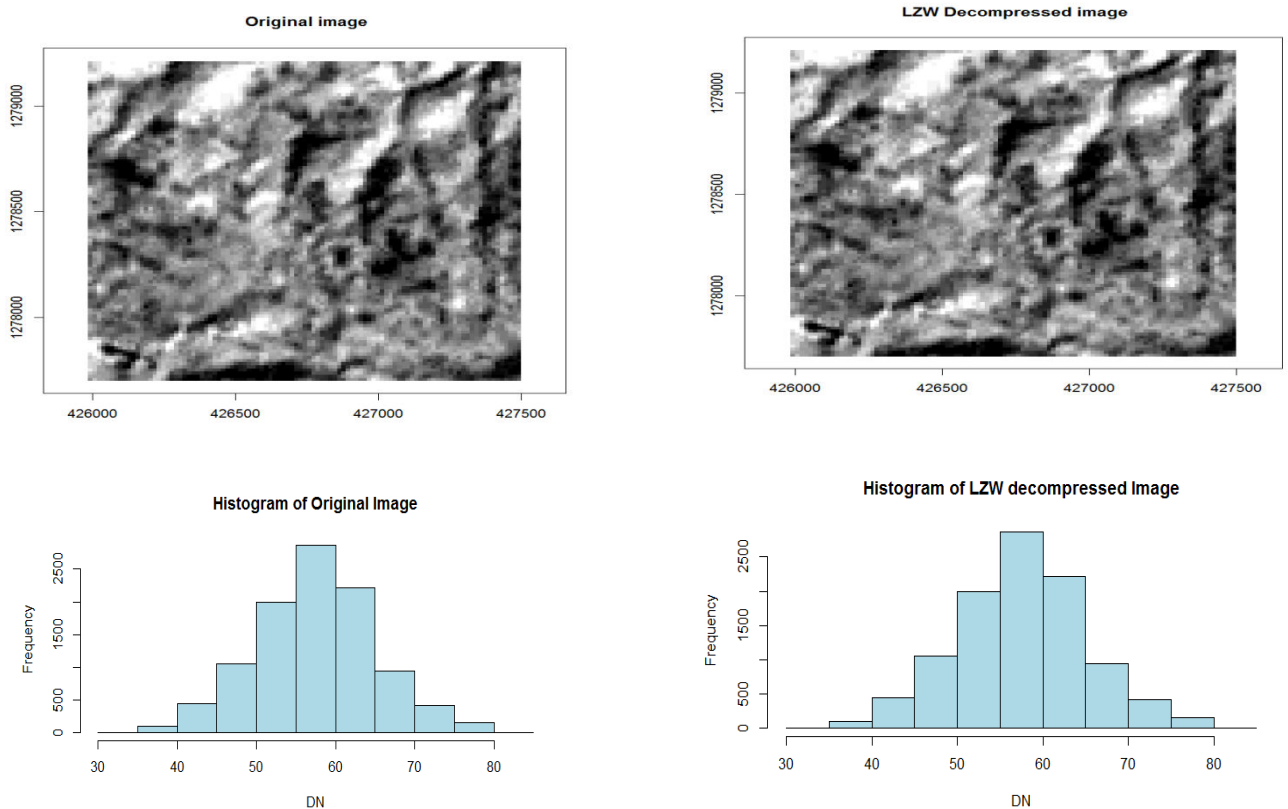 Original image
1279000
1278500
1278000
426000 426500 427000 427500
LZW Decompressed image
1279000
1278500
1278000
426000 426500 427000 427500
Histogram of Original Image
Frequency
2500
1500
500
0
30 40 50 60 70 80
DN
Histogram of LZW decompressed Image
Frequency
2500
1500
500
0
30 40 50 60 70 80
DN